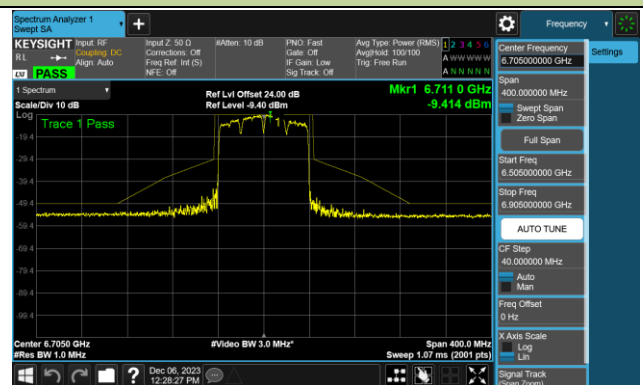 Spectrum Analyzer 1
Swept SA
Frequency
KEYSIGHT
Input: RF
Coupling: DC
Align: Auto
Input Z: 50 Ω
Corrections: Off
Freq Ref: Int (S)
NFE: Off
#Atten: 10 dB
PNO: Fast
Gate: Off
IF Gain: Low
Sig Track: Off
Avg Type: Power (RMS)
Avg|Hold: 100/100
Trig: Free Run
1 2 3 4 5 6
A W W W W W
A N N N N N
R L
LW PASS
1 Spectrum
Scale/Div 10 dB
Ref Lvl Offset 24.00 dB
Ref Level -9.40 dBm
Mkr1 6.711 0 GHz
-9.414 dBm
Log
Trace 1 Pass
1
-19.4
-29.4
-39.4
-49.4
-59.4
-69.4
-79.4
-89.4
-99.4
Center 6.7050 GHz
#Res BW 1.0 MHz
#Video BW 3.0 MHz*
Span 400.0 MHz
Sweep 1.07 ms (2001 pts)
Dec 06, 2023
12:28:27 PM
Center Frequency
6.705000000 GHz
Settings
Span
400.000000 MHz
Swept Span
Zero Span
Full Span
Start Freq
6.505000000 GHz
Stop Freq
6.905000000 GHz
AUTO TUNE
CF Step
40.000000 MHz
Auto
Man
Freq Offset
0 Hz
X Axis Scale
Log
Lin
Signal Track
(Span Zoom)